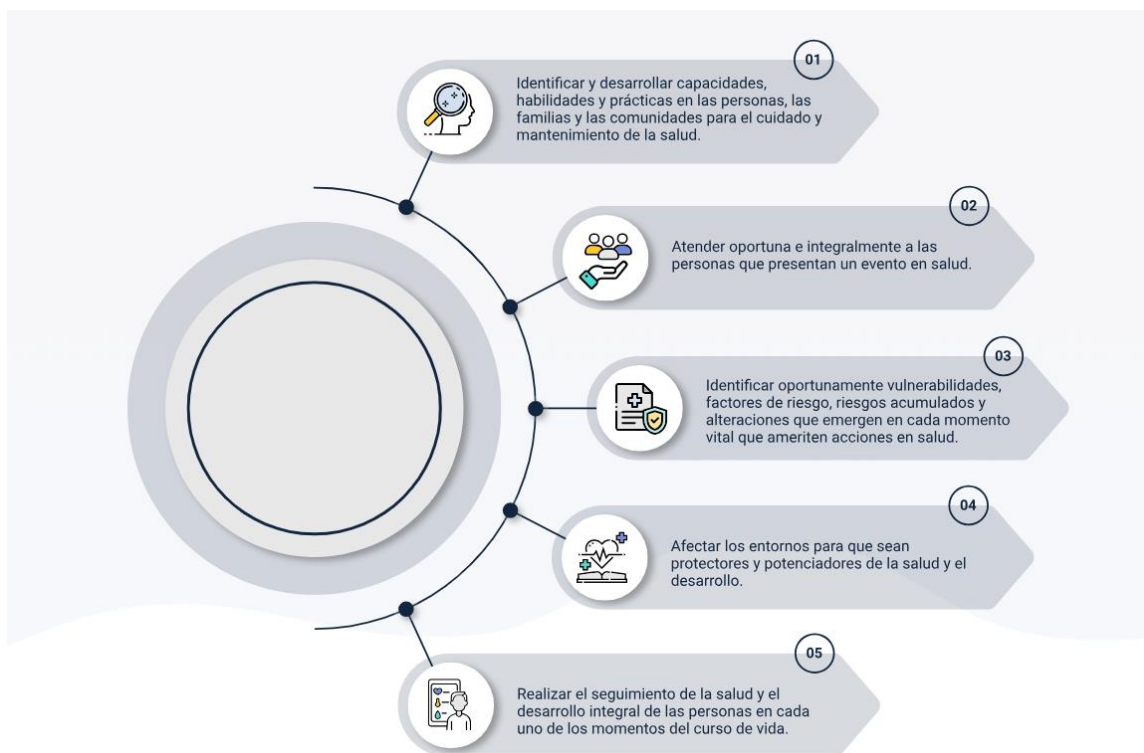 01
Identificar y desarrollar capacidades,
habilidades y prácticas en las personas, las
familias y las comunidades para el cuidado y
mantenimiento de la salud.
02
Atender oportuna e integralmente a las
personas que presentan un evento en salud.
03
Identificar oportunamente vulnerabilidades,
factores de riesgo, riesgos acumulados y
alteraciones que emergen en cada momento
vital que ameriten acciones en salud.
04
Afectar los entornos para que sean
protectores y potenciadores de la salud y el
desarrollo.
05
Realizar el seguimiento de la salud y el
desarrollo integral de las personas en cada
uno de los momentos del curso de vida.